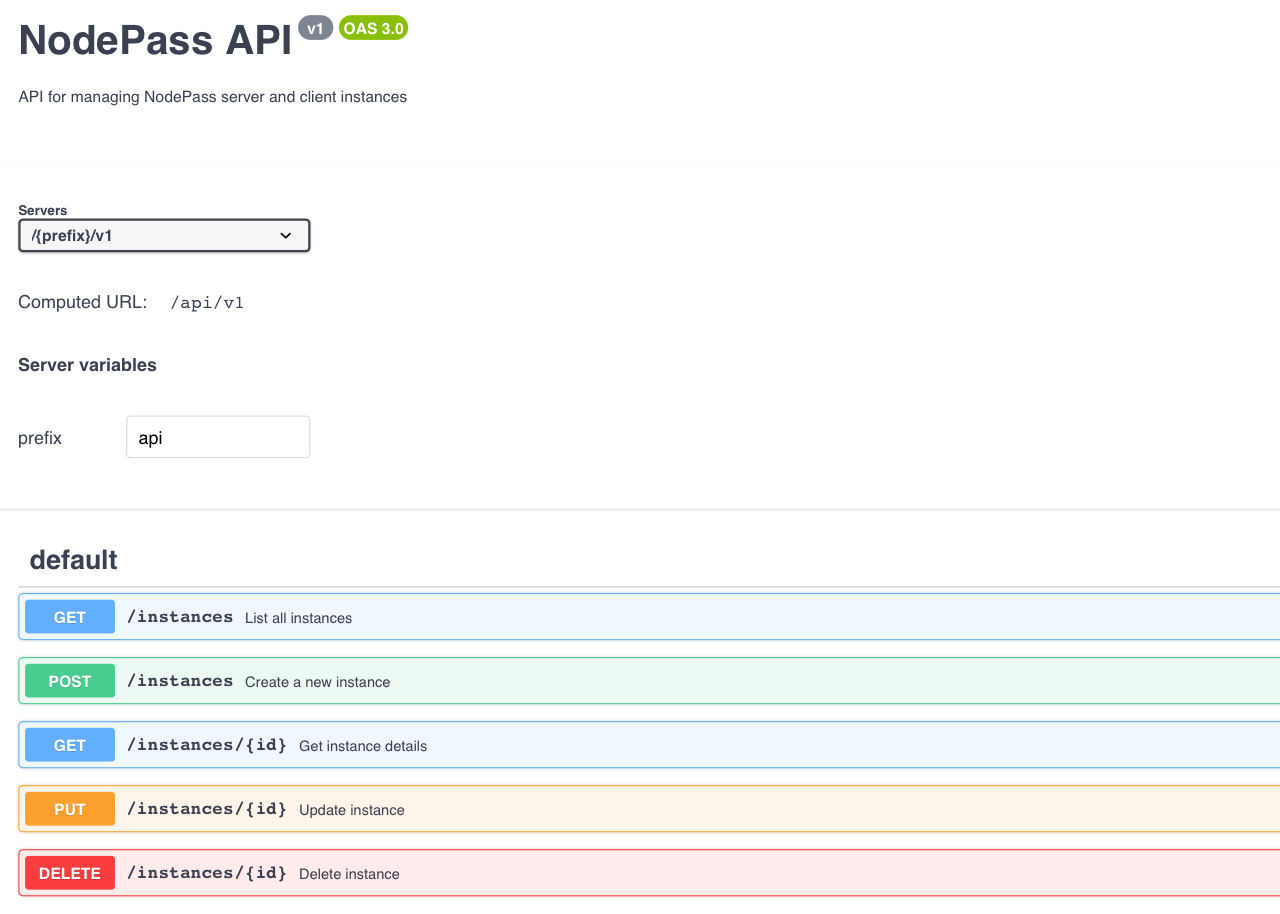 NodePass API v1 OAS 3.0
API for managing NodePass server and client instances
Servers
/{prefix}/v1
Computed URL: /api/v1
Server variables
prefix api
default
GET /instances List all instances
POST /instances Create a new instance
GET /instances/{id} Get instance details
PUT /instances/{id} Update instance
DELETE /instances/{id} Delete instance